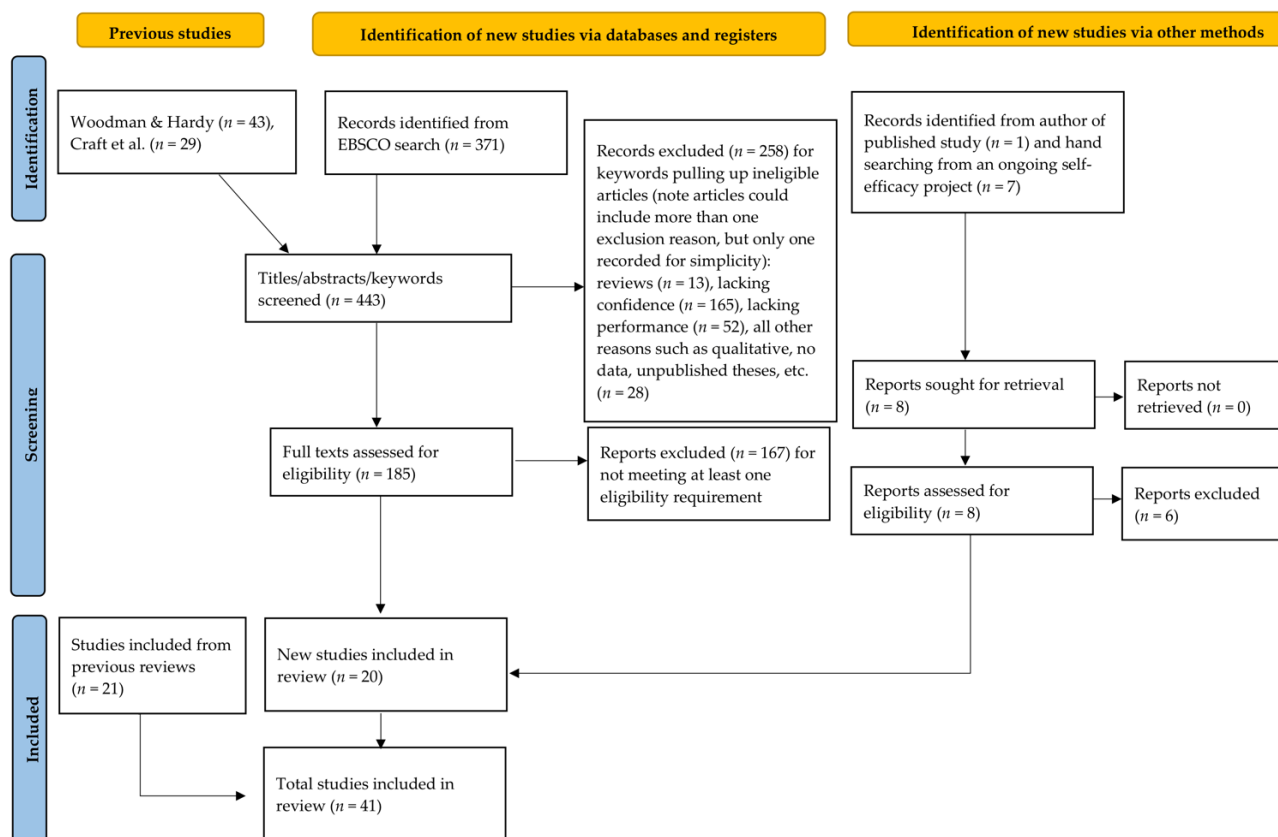 Previous studies
Identification of new studies via databases and registers
Identification of new studies via other methods
Identification
Woodman & Hardy (n = 43),
Craft et al. (n = 29)
Records identified from
EBSCO search (n = 371)
Records excluded (n = 258) for
keywords pulling up ineligible
articles (note articles could
include more than one
exclusion reason, but only one
recorded for simplicity):
reviews (n = 13), lacking
confidence (n = 165), lacking
performance (n = 52), all other
reasons such as qualitative, no
data, unpublished theses, etc.
(n = 28)
Records identified from author of
published study (n = 1) and hand
searching from an ongoing self-
efficacy project (n = 7)
Screening
Titles/abstracts/keywords
screened (n = 443)
Reports sought for retrieval
(n = 8)
Reports not
retrieved (n = 0)
Full texts assessed for
eligibility (n = 185)
Reports excluded (n = 167) for
not meeting at least one
eligibility requirement
Reports assessed for
eligibility (n = 8)
Reports excluded
(n = 6)
Included
Studies included from
previous reviews
(n = 21)
New studies included in
review (n = 20)
Total studies included in
review (n = 41)